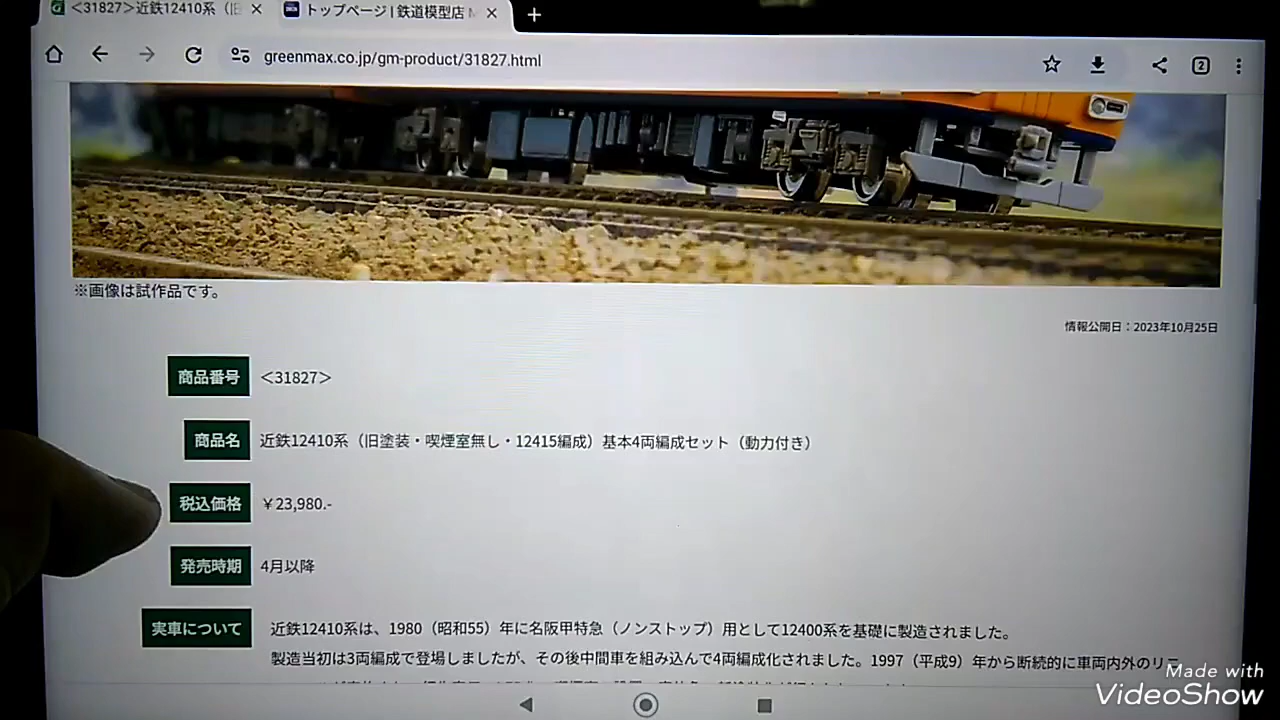 <31827>近鉄12410系（旧
トップページ | 鉄道模型店
greenmax.co.jp/gm-product/31827.html
2
※画像は試作品です。
情報公開日：2023年10月25日
商品番号 ＜31827＞
商品名 近鉄12410系（旧塗装・喫煙室無し・12415編成）基本4両編成セット（動力付き）
税込価格 ￥23,980.-
発売時期 4月以降
実車について 近鉄12410系は、1980（昭和55）年に名阪甲特急（ノンストップ）用として12400系を基礎に製造されました。
製造当初は3両編成で登場しましたが、その後中間車を組み込んで4両編成化されました。1997（平成9）年から断続的に車両内外のリニ
Made with
VideoShow